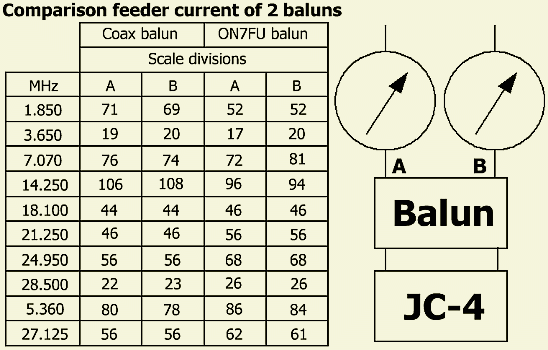 Comparison feeder current of 2 baluns
Coax balun ON7FU balun
Scale divisions
MHz A B A B
1.850 71 69 52 52
3.650 19 20 17 20
7.070 76 74 72 81
14.250 106 108 96 94
18.100 44 44 46 46
21.250 46 46 56 56
24.950 56 56 68 68
28.500 22 23 26 26
5.360 80 78 86 84
27.125 56 56 62 61
A B
Balun
JC-4